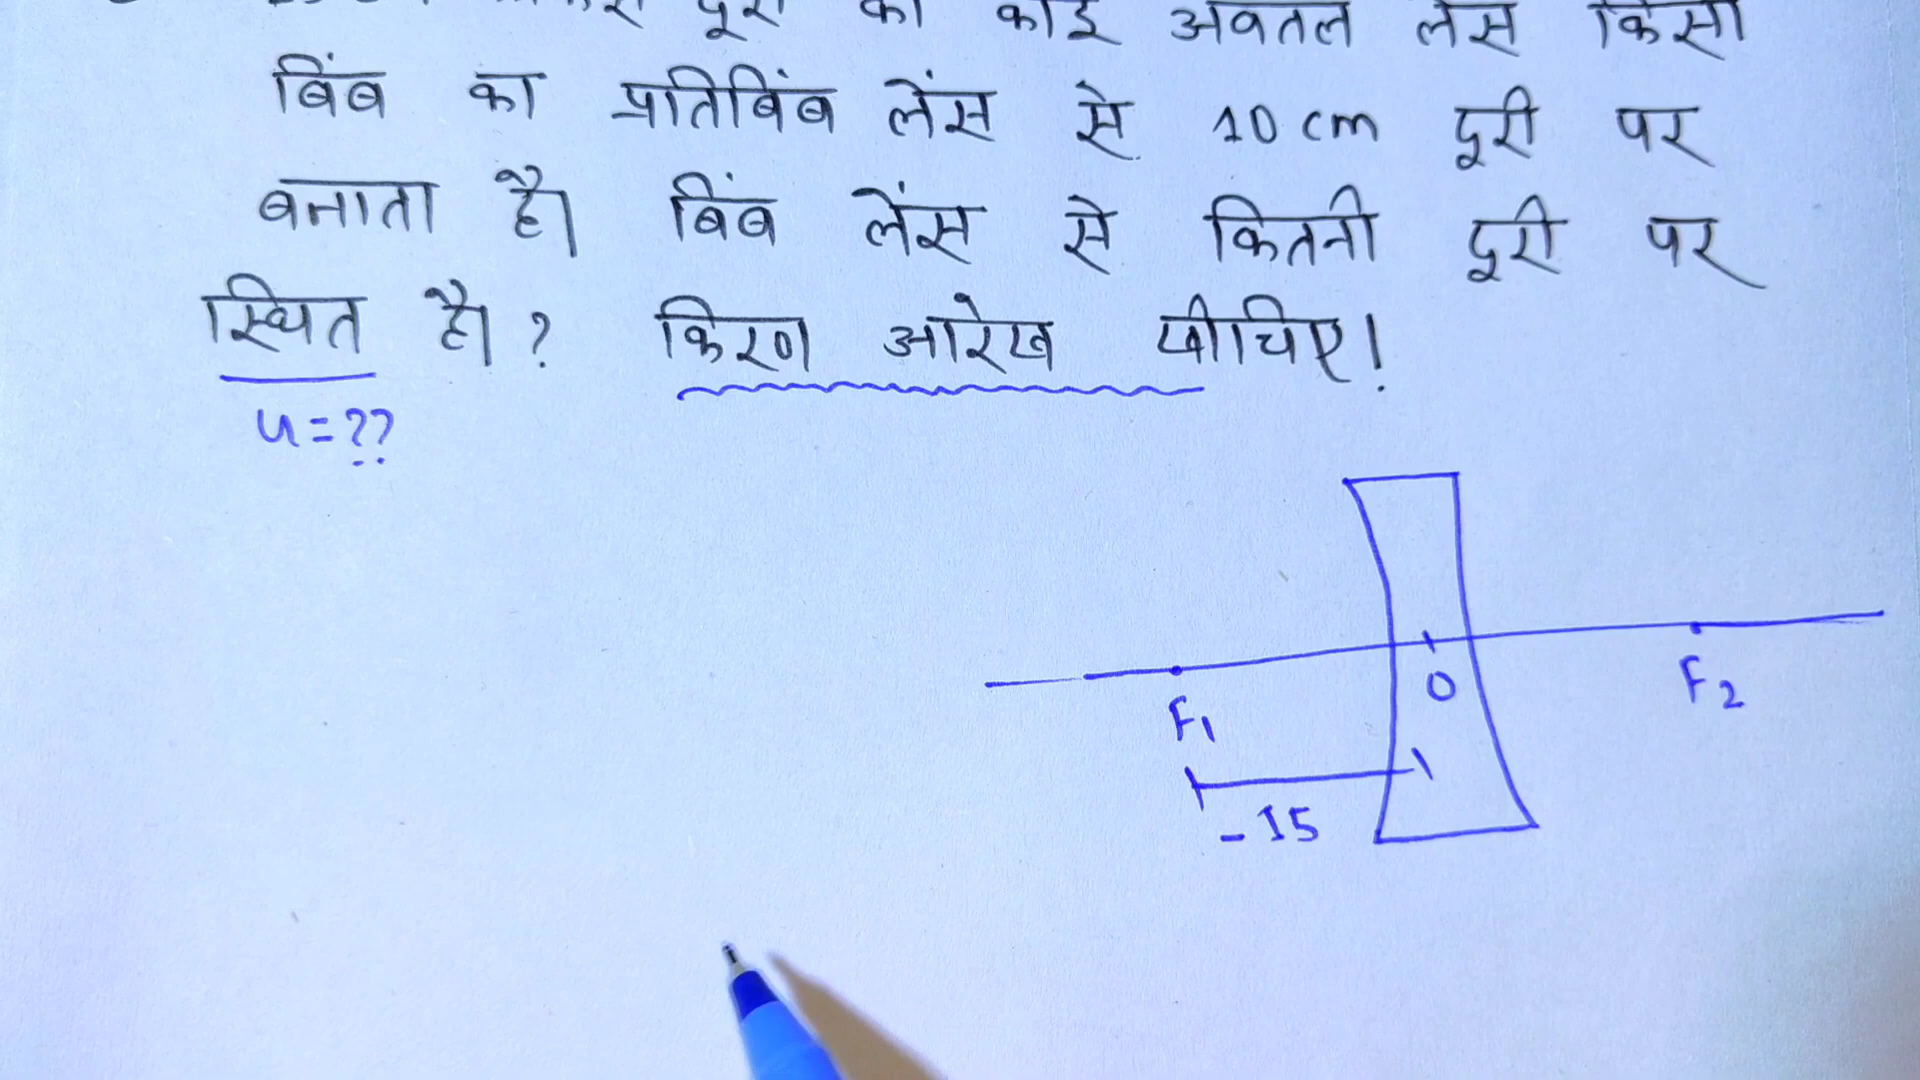 दूरी का कोई अवतल लेंस किसी
बिंब का प्रतिबिंब लेंस से 10 cm दूरी पर
बनाता है। बिंब लेंस से कितनी दूरी पर
स्थित है। ? किरण आरेख खीचिए।
u = ??
O
F1
F2
- 15